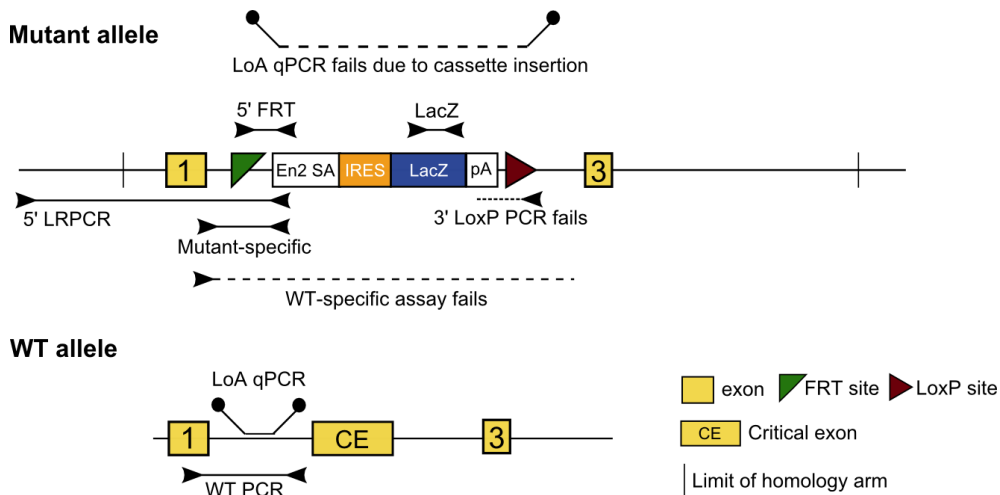 Mutant allele
LoA qPCR fails due to cassette insertion
5' FRT
LacZ
1
En2 SA
IRES
LacZ
pA
3
5' LRPCR
3' LoxP PCR fails
Mutant-specific
WT-specific assay fails
WT allele
LoA qPCR
1
CE
3
WT PCR
exon
FRT site
LoxP site
CE
Critical exon
Limit of homology arm